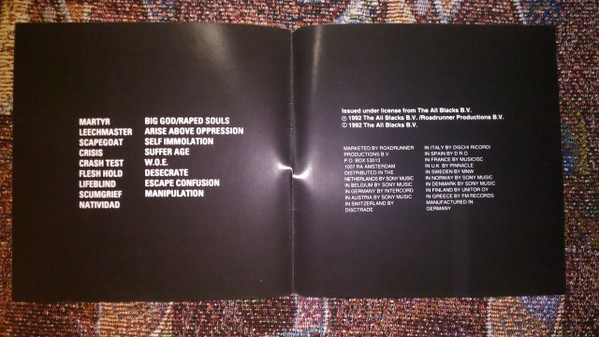 MARTYR
LEECHMASTER
SCAPEGOAT
CRISIS
CRASH TEST
FLESH HOLD
LIFEBLIND
SCUMGRIEF
NATIVIDAD
BIG GOD/RAPED SOULS
ARISE ABOVE OPPRESSION
SELF IMMOLATION
SUFFER AGE
W.O.E.
DESECRATE
ESCAPE CONFUSION
MANIPULATION
Issued under license from The All Blacks B.V.
℗ 1992 The All Blacks B.V. /Roadrunner Productions B.V.
© 1992 The All Blacks B.V.
MARKETED BY ROADRUNNER
PRODUCTIONS B.V
P.O. BOX 53013
1007 RA AMSTERDAM
DISTRIBUTED IN THE
NETHERLANDS BY SONY MUSIC
IN BELGIUM BY SONY MUSIC
IN GERMANY BY INTERCORD
IN AUSTRIA BY SONY MUSIC
IN SWITZERLAND BY
DISCTRADE
IN ITALY BY DISCHI RICORDI
IN SPAIN BY D R O
IN FRANCE BY MUSIDISC
IN U.K. BY PINNACLE
IN SWEDEN BY MNW
IN NORWAY BY SONY MUSIC
IN DENMARK BY SONY MUSIC
IN FINLAND BY UNITOR OY
IN GREECE BY FM RECORDS
MANUFACTURED IN
GERMANY